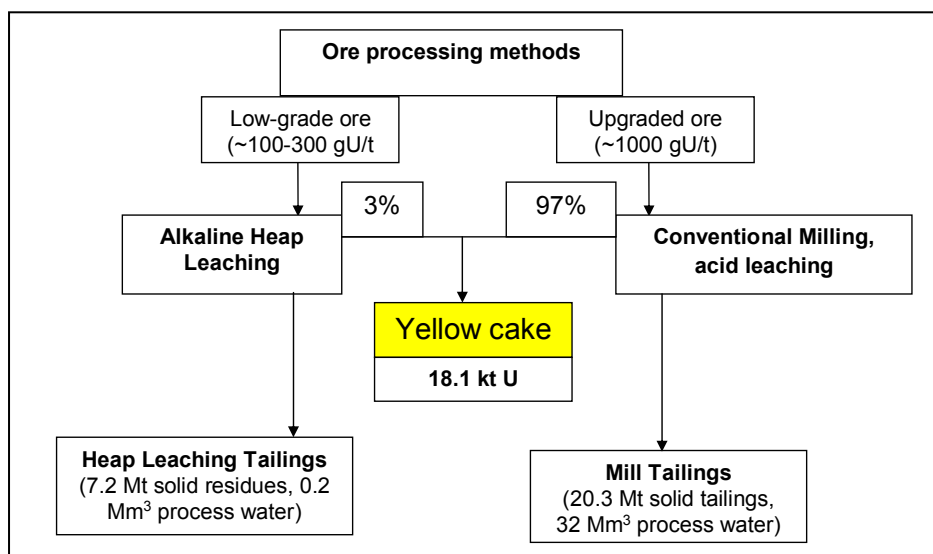 Ore processing methods
Low-grade ore
(~100-300 gU/t
Upgraded ore
(~1000 gU/t)
3%
97%
Alkaline Heap
Leaching
Conventional Milling,
acid leaching
Yellow cake
18.1 kt U
Heap Leaching Tailings
(7.2 Mt solid residues, 0.2
Mm³ process water)
Mill Tailings
(20.3 Mt solid tailings,
32 Mm³ process water)